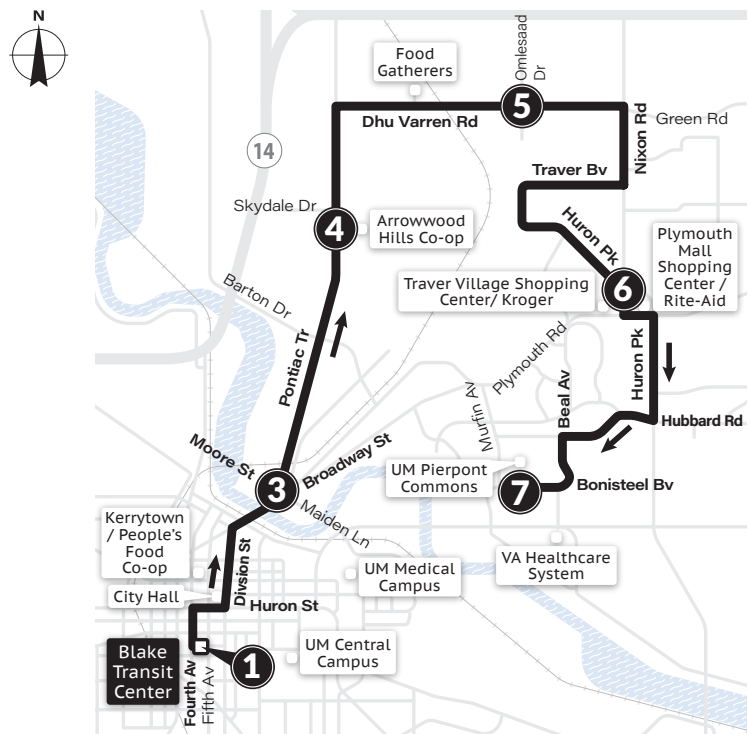 N
Food
Gatherers
Omlesaad
Dr
5
Dhu Varren Rd
Nixon Rd
Green Rd
14
Traver Bv
Skydale Dr
4
Arrowwood
Hills Co-op
Huron Pk
Plymouth
Mall
Shopping
Center /
Rite-Aid
Traver Village Shopping
Center/ Kroger
6
Barton Dr
Pontiac Tr
Plymouth Rd
Huron Pk
Murfin Av
Beal Av
Hubbard Rd
Moore St
Broadway St
UM Pierpont
Commons
7
Bonisteel Bv
3
Maiden Ln
Kerrytown
/ People's
Food
Co-op
Divsion St
UM Medical
Campus
VA Healthcare
System
City Hall
Huron St
Blake
Transit
Center
1
UM Central
Campus
Fourth Av
Fifth Av